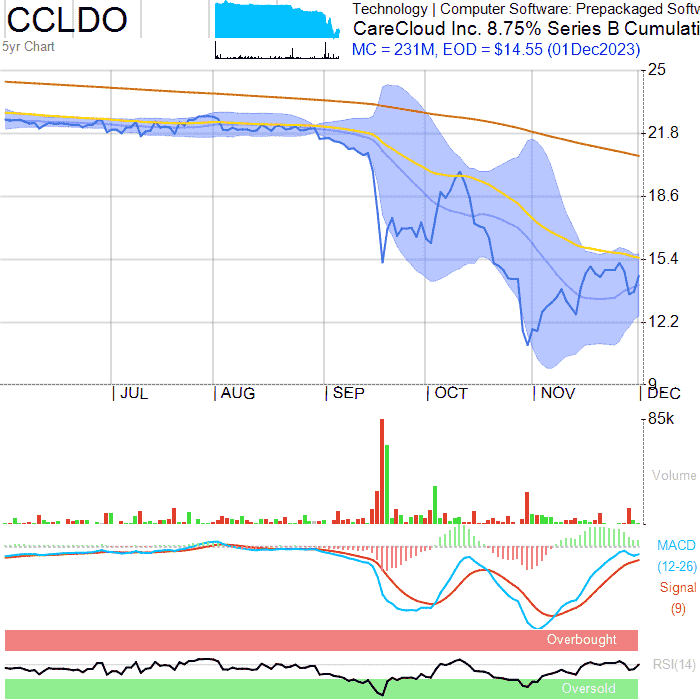 CCLDO
Technology | Computer Software: Prepackaged Softw
CareCloud Inc. 8.75% Series B Cumulati
5yr Chart
MC = 231M, EOD = $14.55 (01Dec2023)
25
21.8
18.6
15.4
12.2
9
JUL AUG SEP OCT NOV DEC
85k
Volume
MACD
(12-26)
Signal
(9)
Overbought
RSI(14)
Oversold